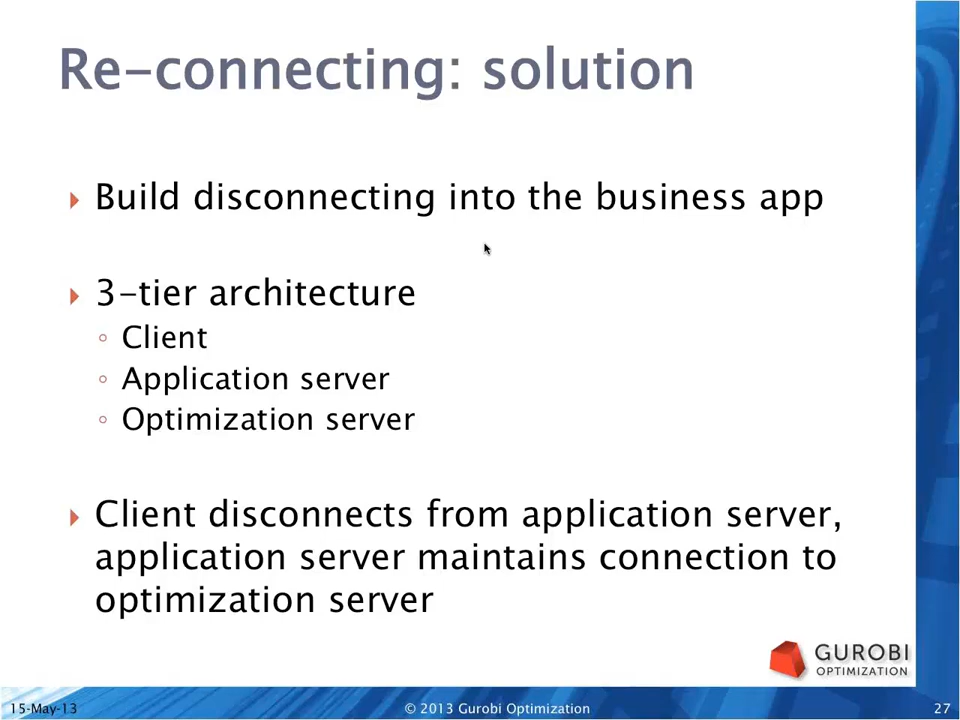 Re-connecting: solution
Build disconnecting into the business app
3-tier architecture
Client
Application server
Optimization server
Client disconnects from application server,
application server maintains connection to
optimization server
GUROBI
OPTIMIZATION
15-May-13
© 2013 Gurobi Optimization
27